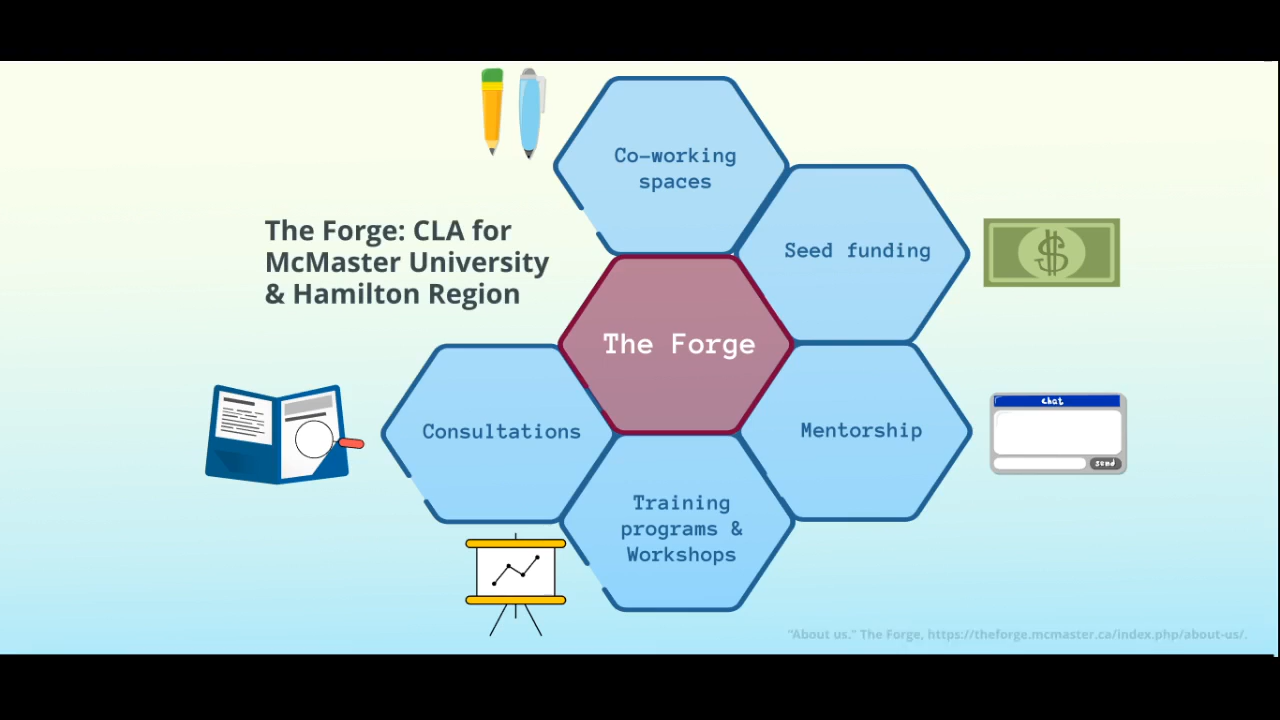 Co-working
spaces
The Forge: CLA for
McMaster University
& Hamilton Region
Seed funding
The Forge
chat
send
Consultations
Mentorship
Training
programs &
Workshops
"About us." The Forge, https://theforge.mcmaster.ca/index.php/about-us/.